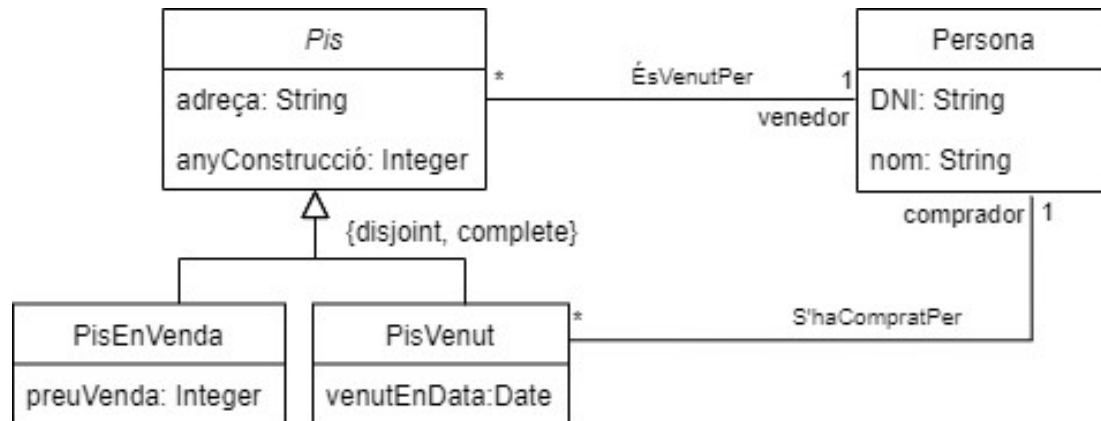 Pis
adreça: String
anyConstrucció: Integer
* ÉsVenutPer 1
venedor
Persona
DNI: String
nom: String
comprador 1
{disjoint, complete}
PisEnVenda
preuVenda: Integer
PisVenut
venutEnData:Date
* S'haCompratPer